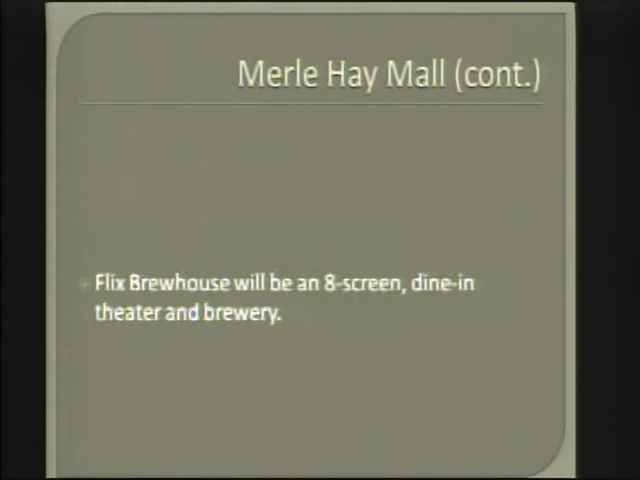 Merle Hay Mall (cont.)
Flix Brewhouse will be an 8-screen, dine-in
theater and brewery.